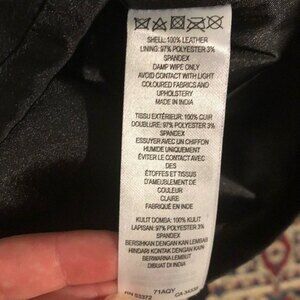 SHELL: 100% LEATHER
LINING: 97% POLYESTER 3%
SPANDEX
DAMP WIPE ONLY
AVOID CONTACT WITH LIGHT
COLOURED FABRICS AND
UPHOLSTERY
MADE IN INDIA
TISSU EXTÉRIEUR: 100% CUIR
DOUBLURE: 97% POLYESTER 3%
SPANDEX
ESSUYER AVEC UN CHIFFON
HUMIDE UNIQUEMENT
ÉVITER LE CONTACT AVEC
DES
ÉTOFFES ET TISSUS
D'AMEUBLEMENT DE
COULEUR
CLAIRE
FABRIQUÉ EN INDE
KULIT DOMBA: 100% KULIT
LAPISAN: 97% POLYESTER 3%
SPANDEX
BERSIHKAN DENGAN KAIN LEMBAB
HINDARI KONTAK DENGAN KAIN
BERWARNA LEMBUT
DIBUAT DI INDIA
71AQY
RN 53372